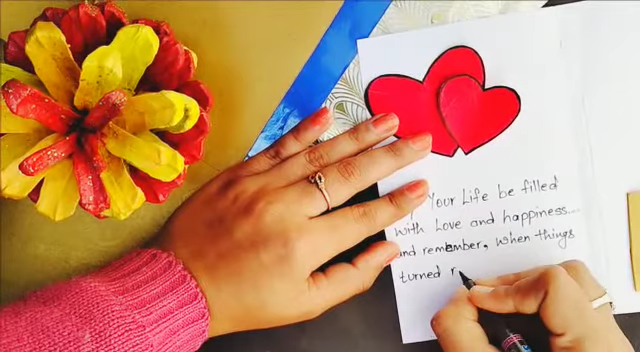 Your Life be filled
with Love and happiness...
and remember, when things
turned r